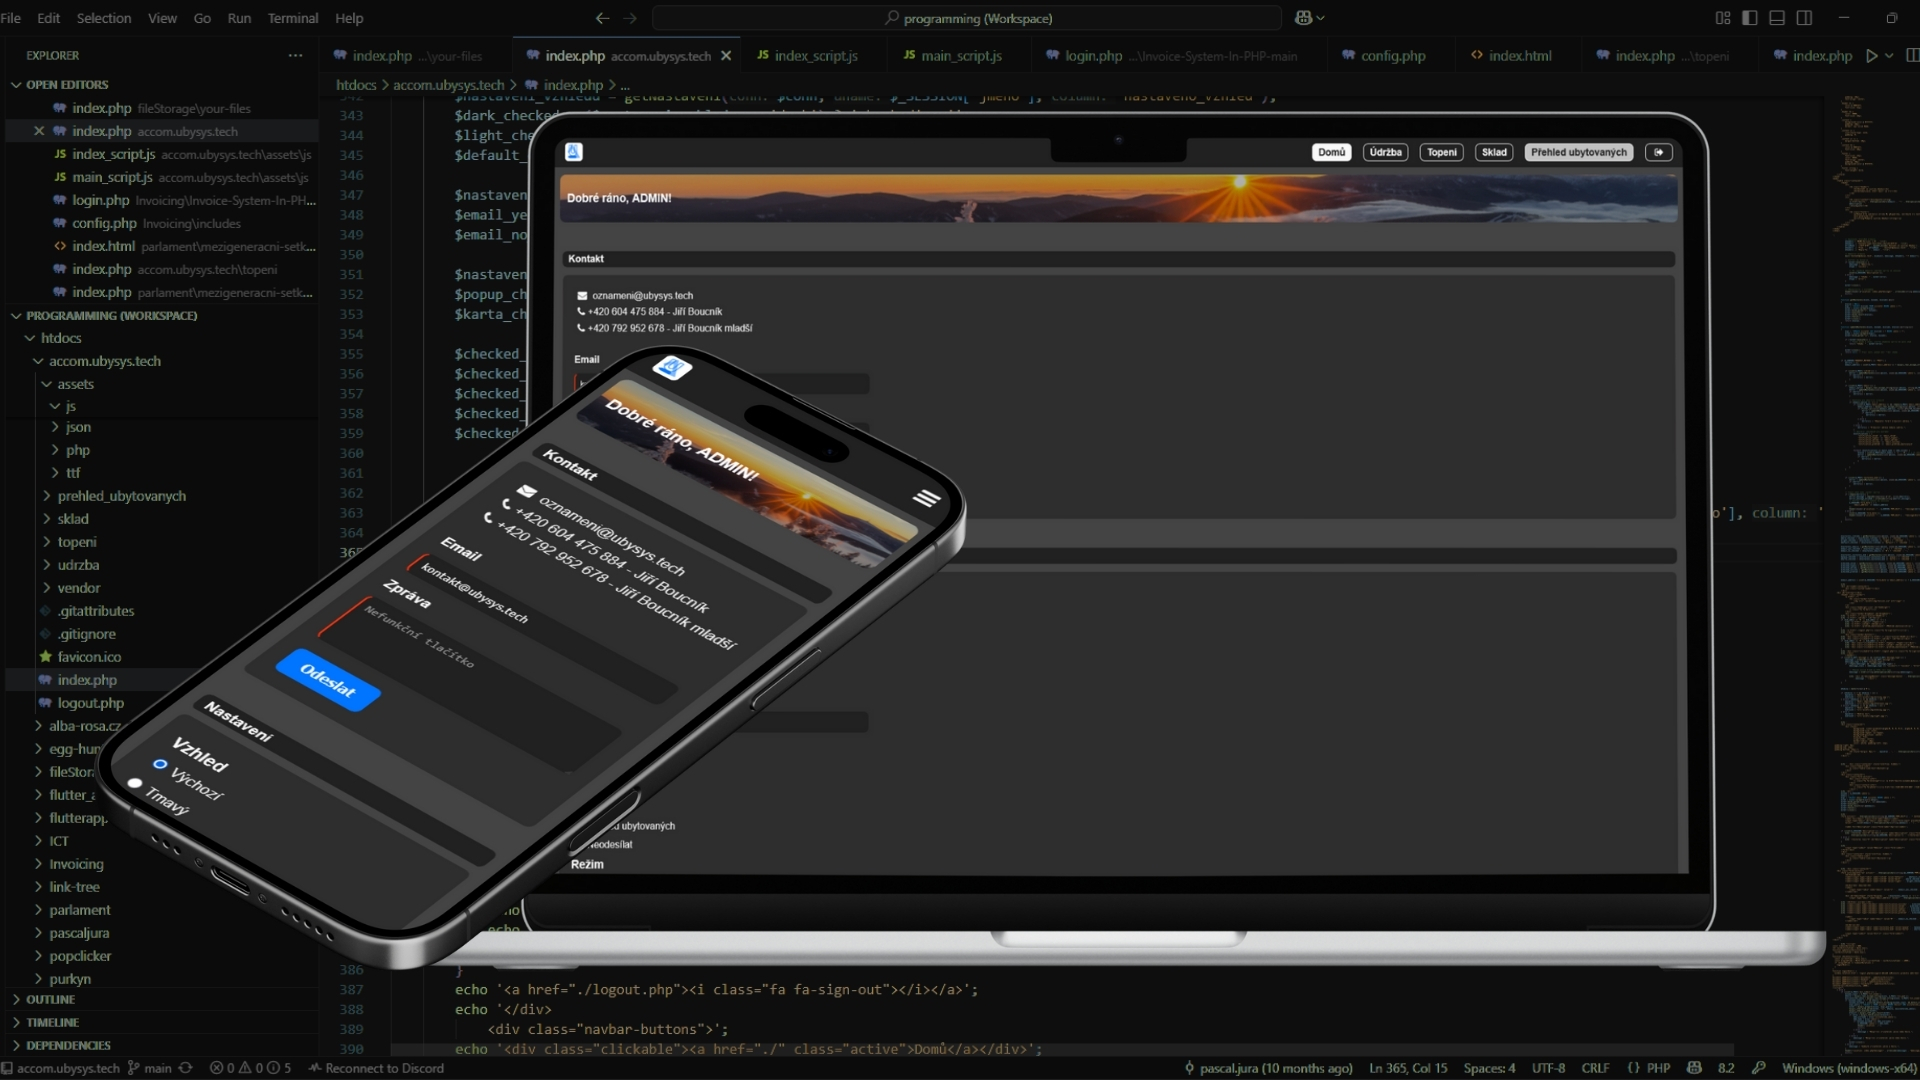 File Edit Selection View Go Run Terminal Help
programming (Workspace)
EXPLORER
index.php ...\your-files
index.php accom.ubysys.tech
JS index_script.js
JS main_script.js
login.php ...\Invoice-System-In-PHP-main
config.php
index.html
index.php ...\topeni
index.php
htdocs > accom.ubysys.tech > index.php > ...
OPEN EDITORS
index.php fileStorage\your-files
index.php accom.ubysys.tech
JS index_script.js accom.ubysys.tech\assets\js
JS main_script.js accom.ubysys.tech\assets\js
login.php Invoicing\Invoice-System-In-PH...
config.php Invoicing\includes
index.html parlament\mezigeneracni-setk...
index.php accom.ubysys.tech\topeni
index.php parlament\mezigeneracni-setk...
PROGRAMMING (WORKSPACE)
htdocs
accom.ubysys.tech
assets
js
json
php
ttf
prehled_ubytovanych
sklad
topeni
udrzba
vendor
.gitattributes
.gitignore
favicon.ico
index.php
logout.php
alba-rosa.cz
egg-hun
fileStora
flutter_a
flutterapp
ICT
Invoicing
link-tree
parlament
pascaljura
popclicker
purkyn
OUTLINE
TIMELINE
DEPENDENCIES
343 $dark_checked
344 $light_che
345 $default_
346
347 $nastaven
348 $email_ye
349 $email_no
350
351 $nastaven
352 $popup_ch
353 $karta_ch
354
355 $checked_
356 $checked_
357 $checked_
358 $checked_
359 $checked_
360
361
362
363 o'], column: '
364
386 }
387 echo '<a href="./logout.php"><i class="fa fa-sign-out"></i></a>';
388 echo '</div>
389 <div class="navbar-buttons">';
390 echo '<div class="clickable"><a href="./" class="active">Domů</a></div>';
Domů Údržba Topení Sklad Přehled ubytovaných
Dobré ráno, ADMIN!
Kontakt
oznameni@ubysys.tech
+420 604 475 884 - Jiří Boucník
+420 792 952 678 - Jiří Boucník mladší
Email
ubytovaných
Neodesílat
Režim
Dobré ráno, ADMIN!
Kontakt
oznameni@ubysys.tech
+420 604 475 884 - Jiří Boucník
+420 792 952 678 - Jiří Boucník mladší
Email
kontakt@ubysys.tech
Zpráva
Nefunkční tlačítko
Odeslat
Nastavení
Vzhled
Výchozí
Tmavý
accom.ubysys.tech main 0 0 5 Reconnect to Discord
pascal.jura (10 months ago) Ln 365, Col 15 Spaces: 4 UTF-8 CRLF {} PHP 8.2 Windows (windows-x64)